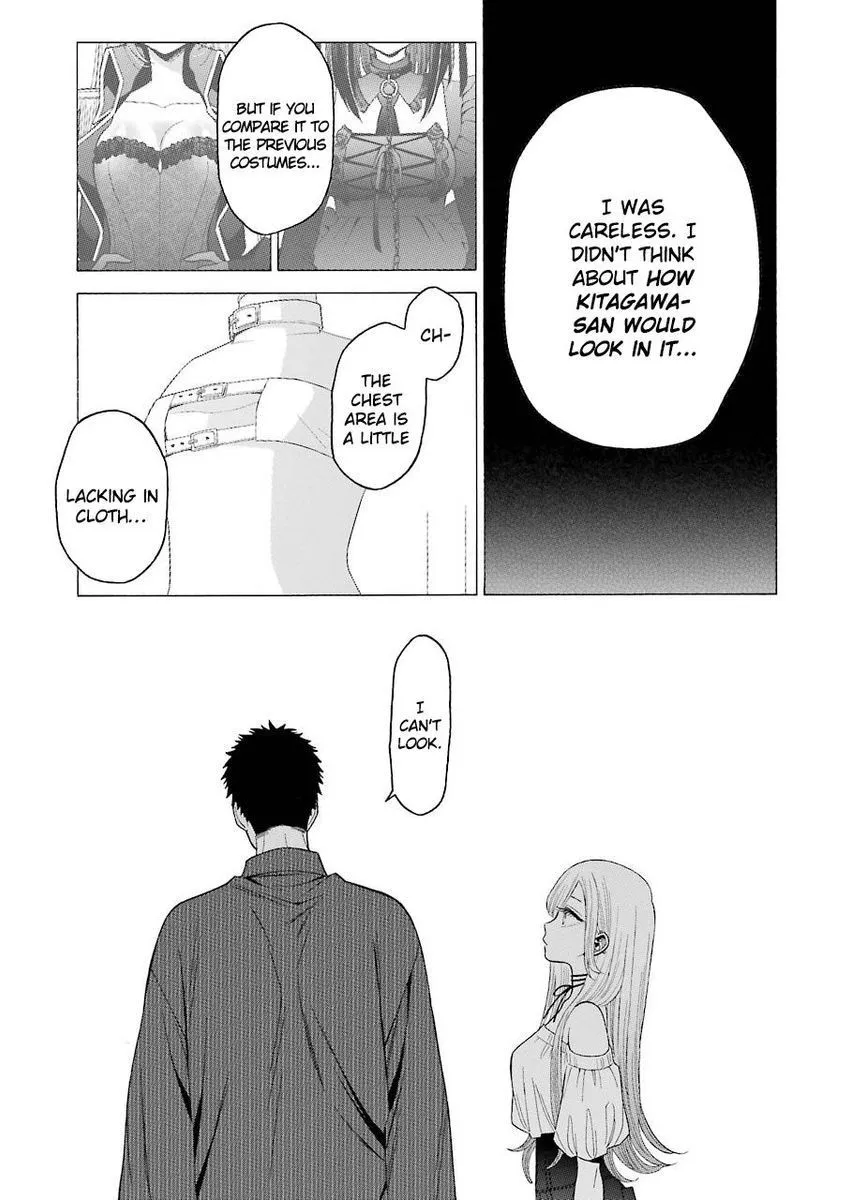 I WAS
CARELESS. I
DIDN'T THINK
ABOUT HOW
KITAGAWA-
SAN WOULD
LOOK IN IT...
BUT IF YOU
COMPARE IT TO
THE PREVIOUS
COSTUMES...
CH-
THE
CHEST
AREA IS
A LITTLE
LACKING IN
CLOTH...
I
CAN'T
LOOK.